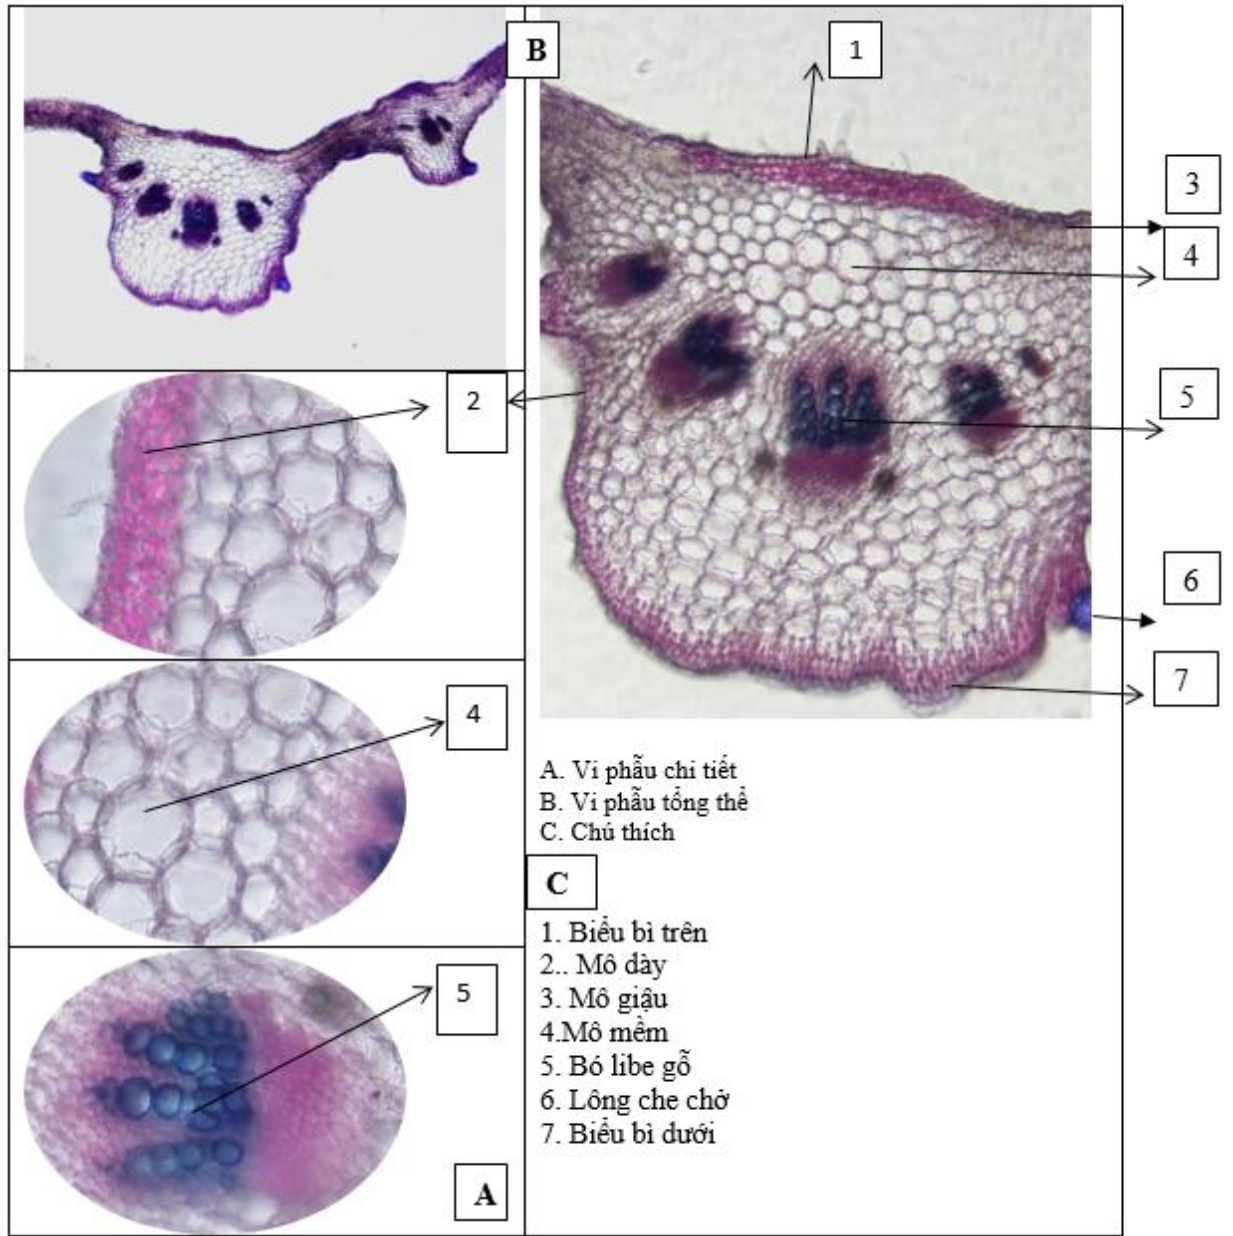 B
1
3
4
2
5
6
7
4
5
A
A. Vi phẫu chi tiết
B. Vi phẫu tổng thể
C. Chú thích
C
1. Biểu bì trên
2.. Mô dày
3. Mô giậu
4.Mô mềm
5. Bó libe gỗ
6. Lông che chở
7. Biểu bì dưới